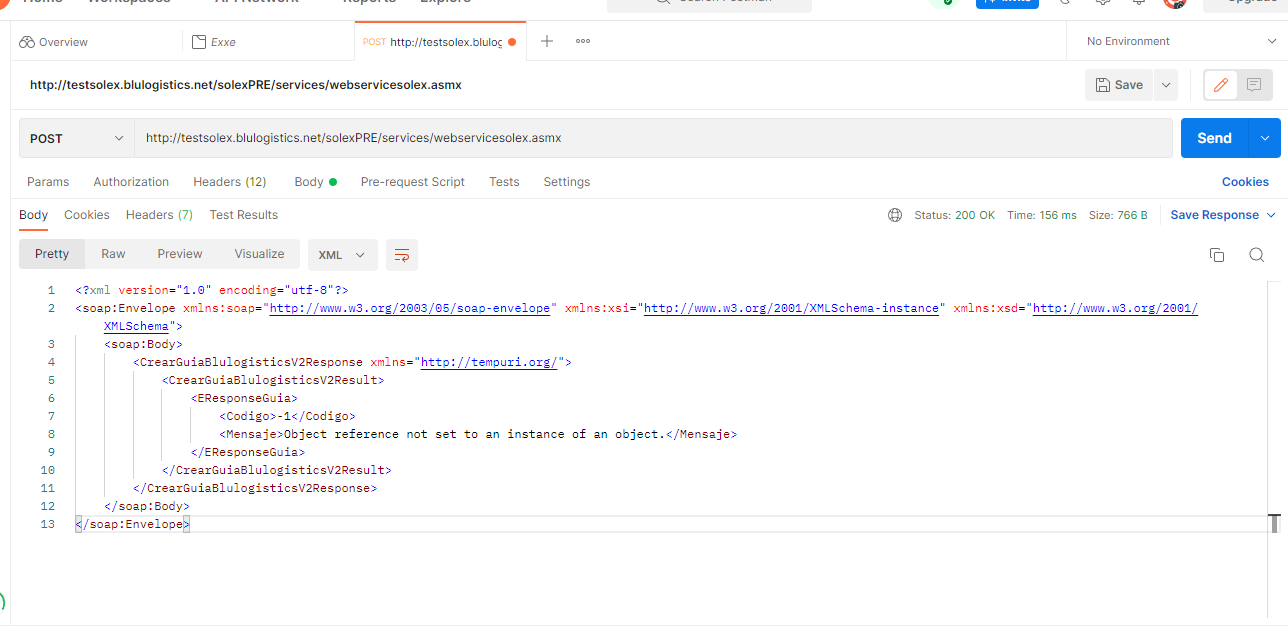 Home Workspaces API Network Reports Explore Search Postman Invite Upgrade
Overview Exxe POST http://testsolex.blulog No Environment
http://testsolex.blulogistics.net/solexPRE/services/webservicesolex.asmx Save
POST http://testsolex.blulogistics.net/solexPRE/services/webservicesolex.asmx Send
Params Authorization Headers (12) Body Pre-request Script Tests Settings Cookies
Body Cookies Headers (7) Test Results Status: 200 OK Time: 156 ms Size: 766 B Save Response
Pretty Raw Preview Visualize XML
1 <?xml version="1.0" encoding="utf-8"?>
2 <soap:Envelope xmlns:soap="http://www.w3.org/2003/05/soap-envelope" xmlns:xsi="http://www.w3.org/2001/XMLSchema-instance" xmlns:xsd="http://www.w3.org/2001/
XMLSchema">
3 <soap:Body>
4 <CrearGuiaBlulogisticsV2Response xmlns="http://tempuri.org/">
5 <CrearGuiaBlulogisticsV2Result>
6 <EResponseGuia>
7 <Codigo>-1</Codigo>
8 <Mensaje>Object reference not set to an instance of an object.</Mensaje>
9 </EResponseGuia>
10 </CrearGuiaBlulogisticsV2Result>
11 </CrearGuiaBlulogisticsV2Response>
12 </soap:Body>
13 </soap:Envelope>